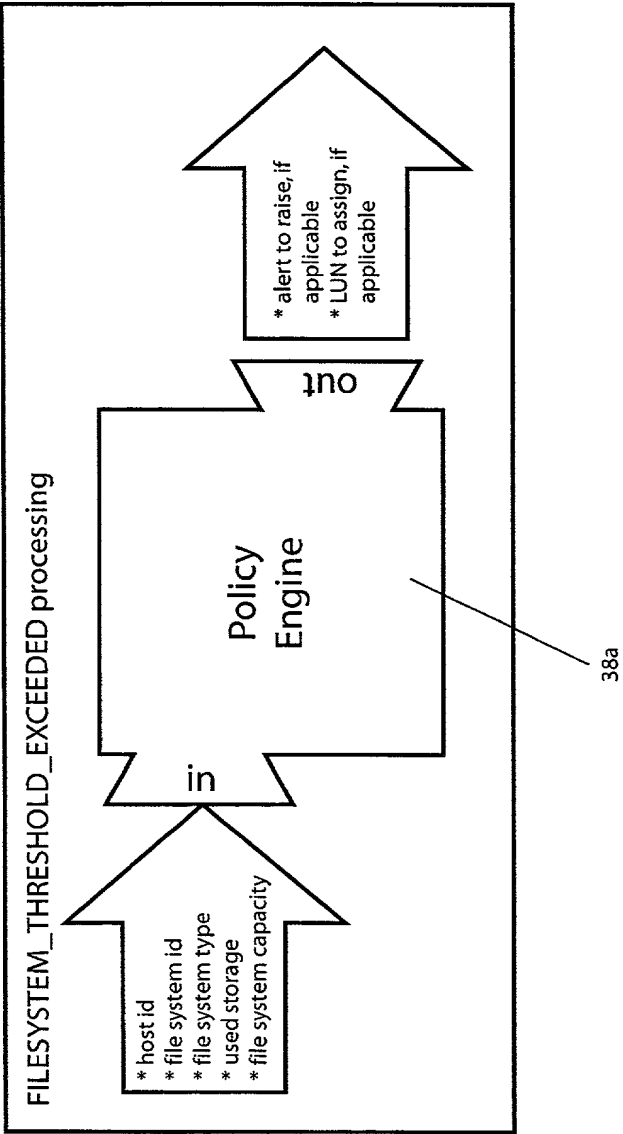 FILESYSTEM_THRESHOLD_EXCEEDED processing
* host id
* file system id
* file system type
* used storage
* file system capacity
in
Policy
Engine
out
* alert to raise, if
applicable
* LUN to assign, if
applicable
38a